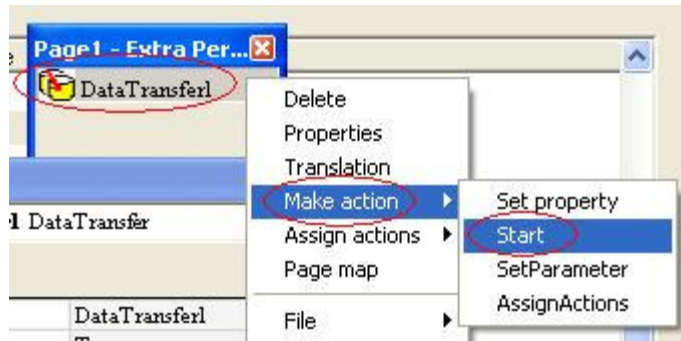 Page1 - Extra Per...
DataTransfer1
Delete
Properties
Translation
Make action
Assign actions
Page map
File
Set property
Start
SetParameter
AssignActions
DataTransfer
DataTransfer1